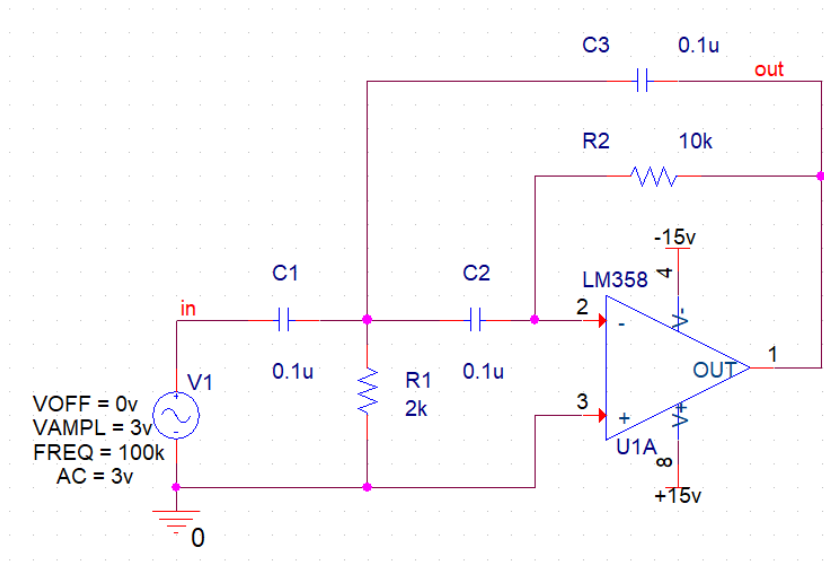 C3 0.1u
out
R2 10k
-15v
4
C1 C2 LM358
in
2
-
V-
V1
0.1u R1 0.1u
2k
OUT 1
VOFF = 0v
VAMPL = 3v
FREQ = 100k
AC = 3v
3
+
V+
U1A
8
+15v
0